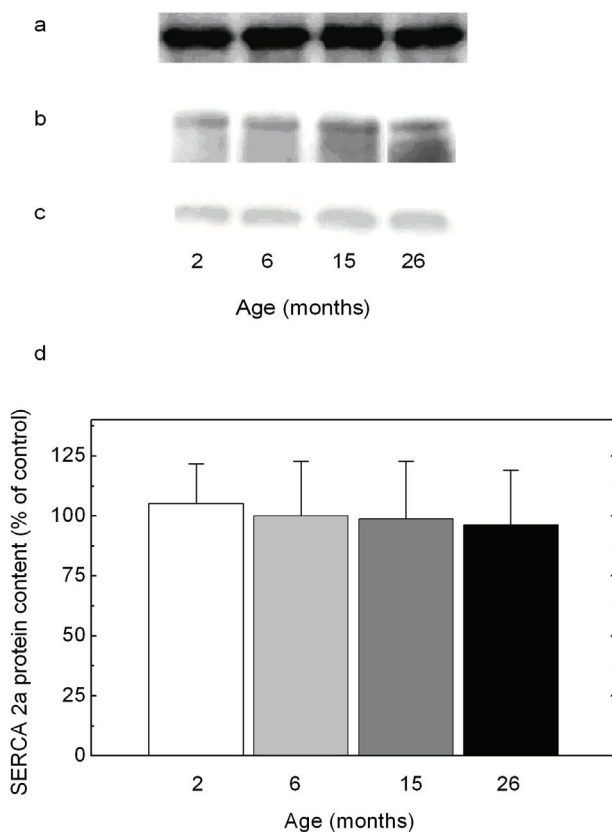 a
b
c
2 6 15 26
Age (months)
d
SERCA 2a protein content (% of control)
125
100
75
50
25
0
2 6 15 26
Age (months)